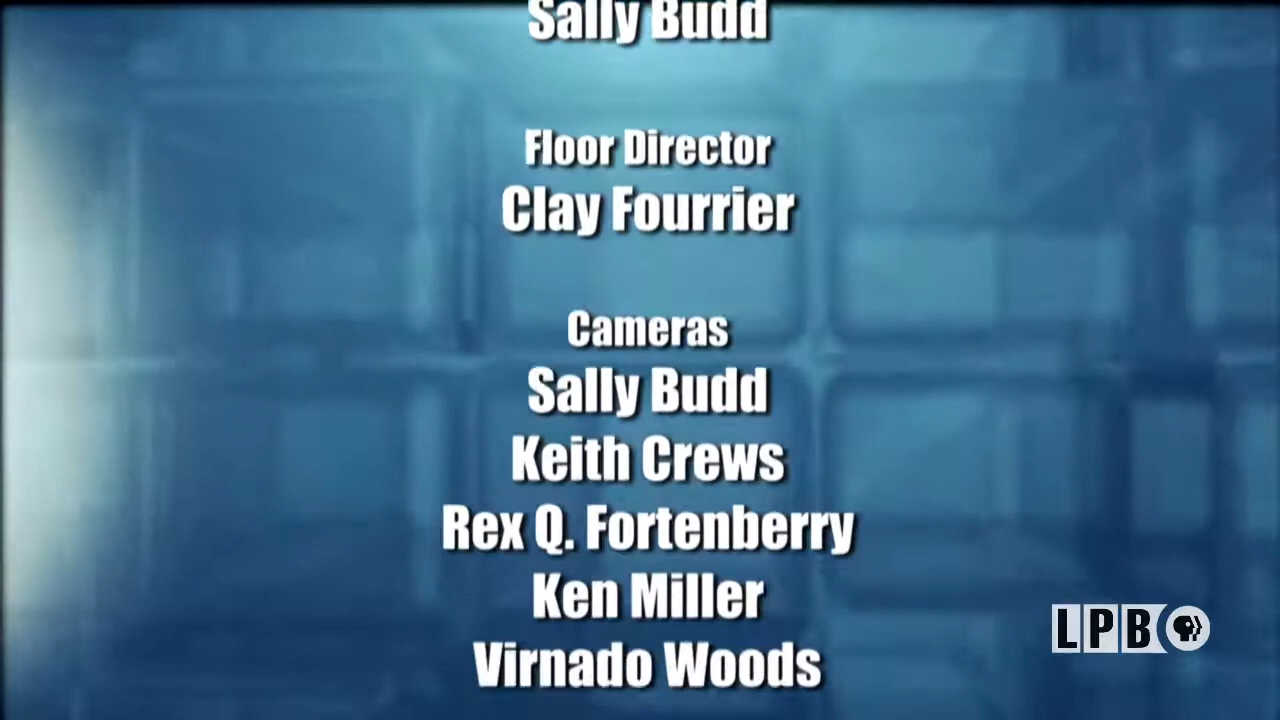 Sally Budd
Floor Director
Clay Fourrier
Cameras
Sally Budd
Keith Crews
Rex Q. Fortenberry
Ken Miller
Virnado Woods
LPB